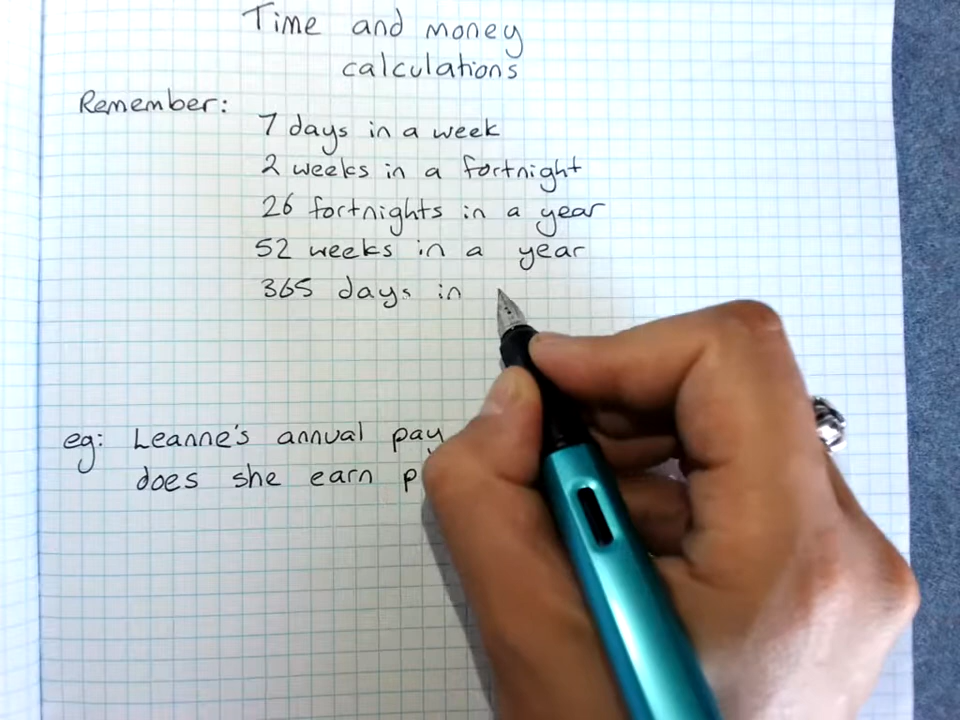 Time and money
calculations
Remember:
7 days in a week
2 weeks in a fortnight
26 fortnights in a year
52 weeks in a year
365 days in
eg: Leanne's annual pay
does she earn p